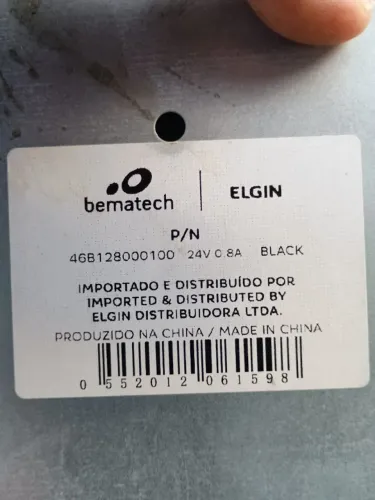 bematech ELGIN
P/N
46B128000100 24V 0.8A BLACK
IMPORTADO E DISTRIBUÍDO POR
IMPORTED & DISTRIBUTED BY
ELGIN DISTRIBUIDORA LTDA.
PRODUZIDO NA CHINA / MADE IN CHINA
0 552012 061598